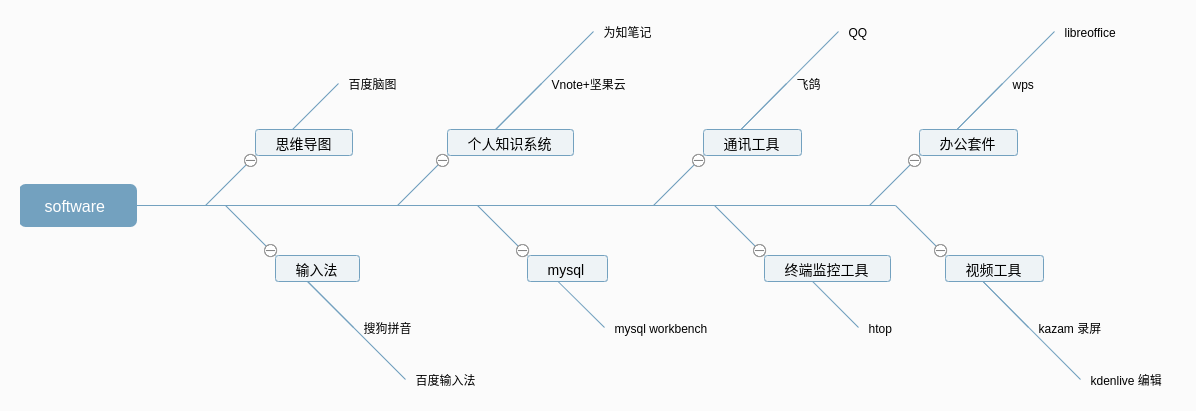 为知笔记
QQ
libreoffice
百度脑图
Vnote+坚果云
飞鸽
wps
思维导图
个人知识系统
通讯工具
办公套件
software
输入法
mysql
终端监控工具
视频工具
搜狗拼音
mysql workbench
htop
kazam 录屏
百度输入法
kdenlive 编辑